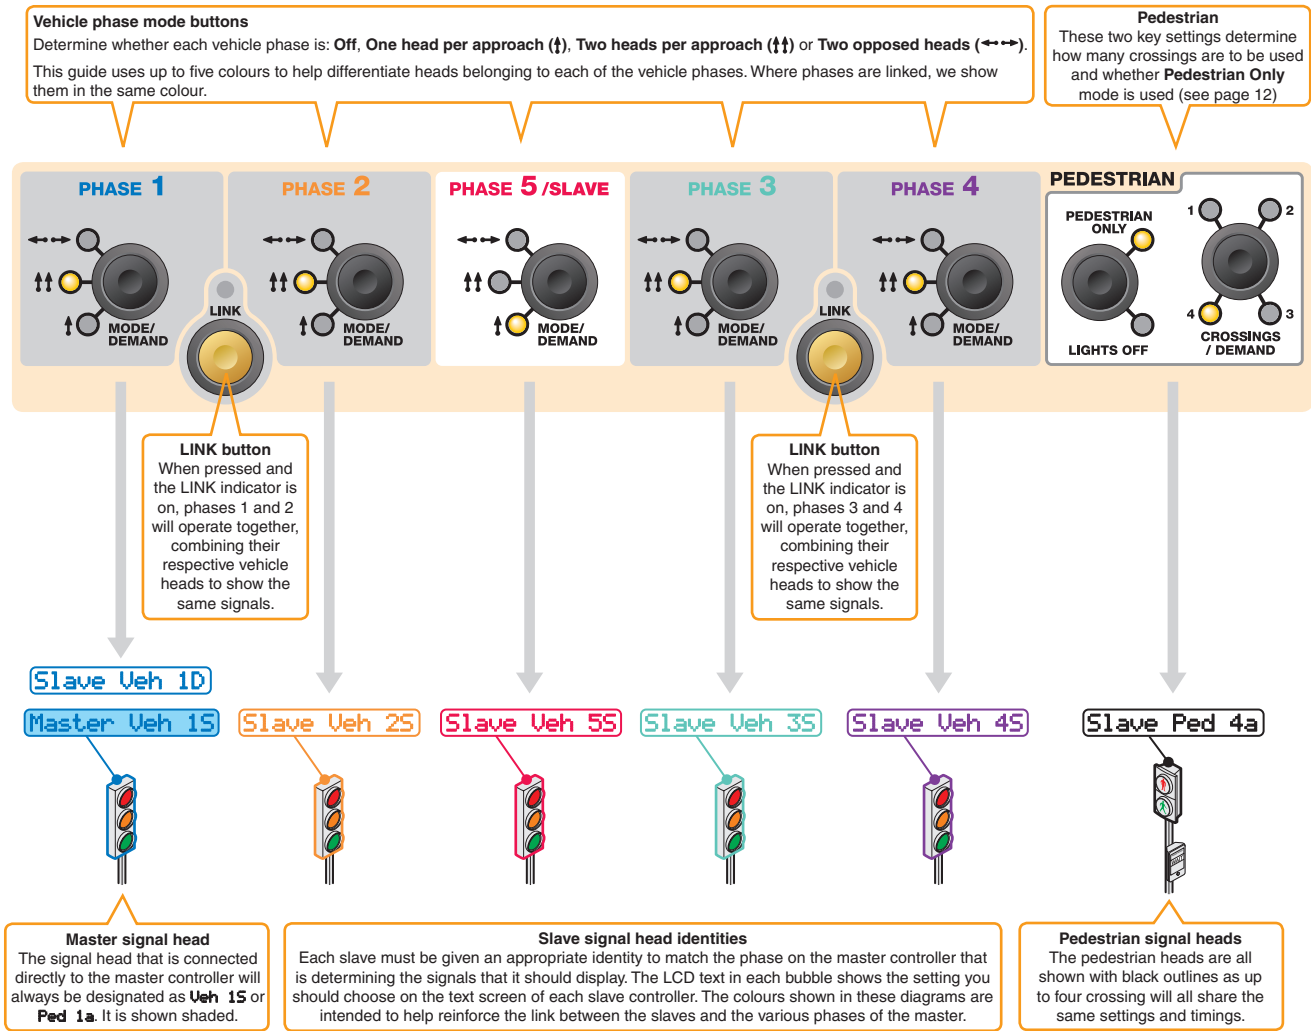 Vehicle phase mode buttons
Determine whether each vehicle phase is: Off, One head per approach (↑), Two heads per approach (↑↑) or Two opposed heads (←•→).
This guide uses up to five colours to help differentiate heads belonging to each of the vehicle phases. Where phases are linked, we show
them in the same colour.
Pedestrian
These two key settings determine
how many crossings are to be used
and whether Pedestrian Only
mode is used (see page 12)
PHASE 1
PHASE 2
PHASE 5 /SLAVE
PHASE 3
PHASE 4
PEDESTRIAN
MODE/
DEMAND
LINK
MODE/
DEMAND
MODE/
DEMAND
MODE/
DEMAND
LINK
MODE/
DEMAND
PEDESTRIAN
ONLY
LIGHTS OFF
1
2
4
3
CROSSINGS
/ DEMAND
LINK button
When pressed and
the LINK indicator is
on, phases 1 and 2
will operate together,
combining their
respective vehicle
heads to show the
same signals.
LINK button
When pressed and
the LINK indicator is
on, phases 3 and 4
will operate together,
combining their
respective vehicle
heads to show the
same signals.
Slave Veh 1D
Master Veh 1S
Slave Veh 2S
Slave Veh 5S
Slave Veh 3S
Slave Veh 4S
Slave Ped 4a
Master signal head
The signal head that is connected
directly to the master controller will
always be designated as Veh 1S or
Ped 1a. It is shown shaded.
Slave signal head identities
Each slave must be given an appropriate identity to match the phase on the master controller that
is determining the signals that it should display. The LCD text in each bubble shows the setting you
should choose on the text screen of each slave controller. The colours shown in these diagrams are
intended to help reinforce the link between the slaves and the various phases of the master.
Pedestrian signal heads
The pedestrian heads are all
shown with black outlines as up
to four crossing will all share the
same settings and timings.